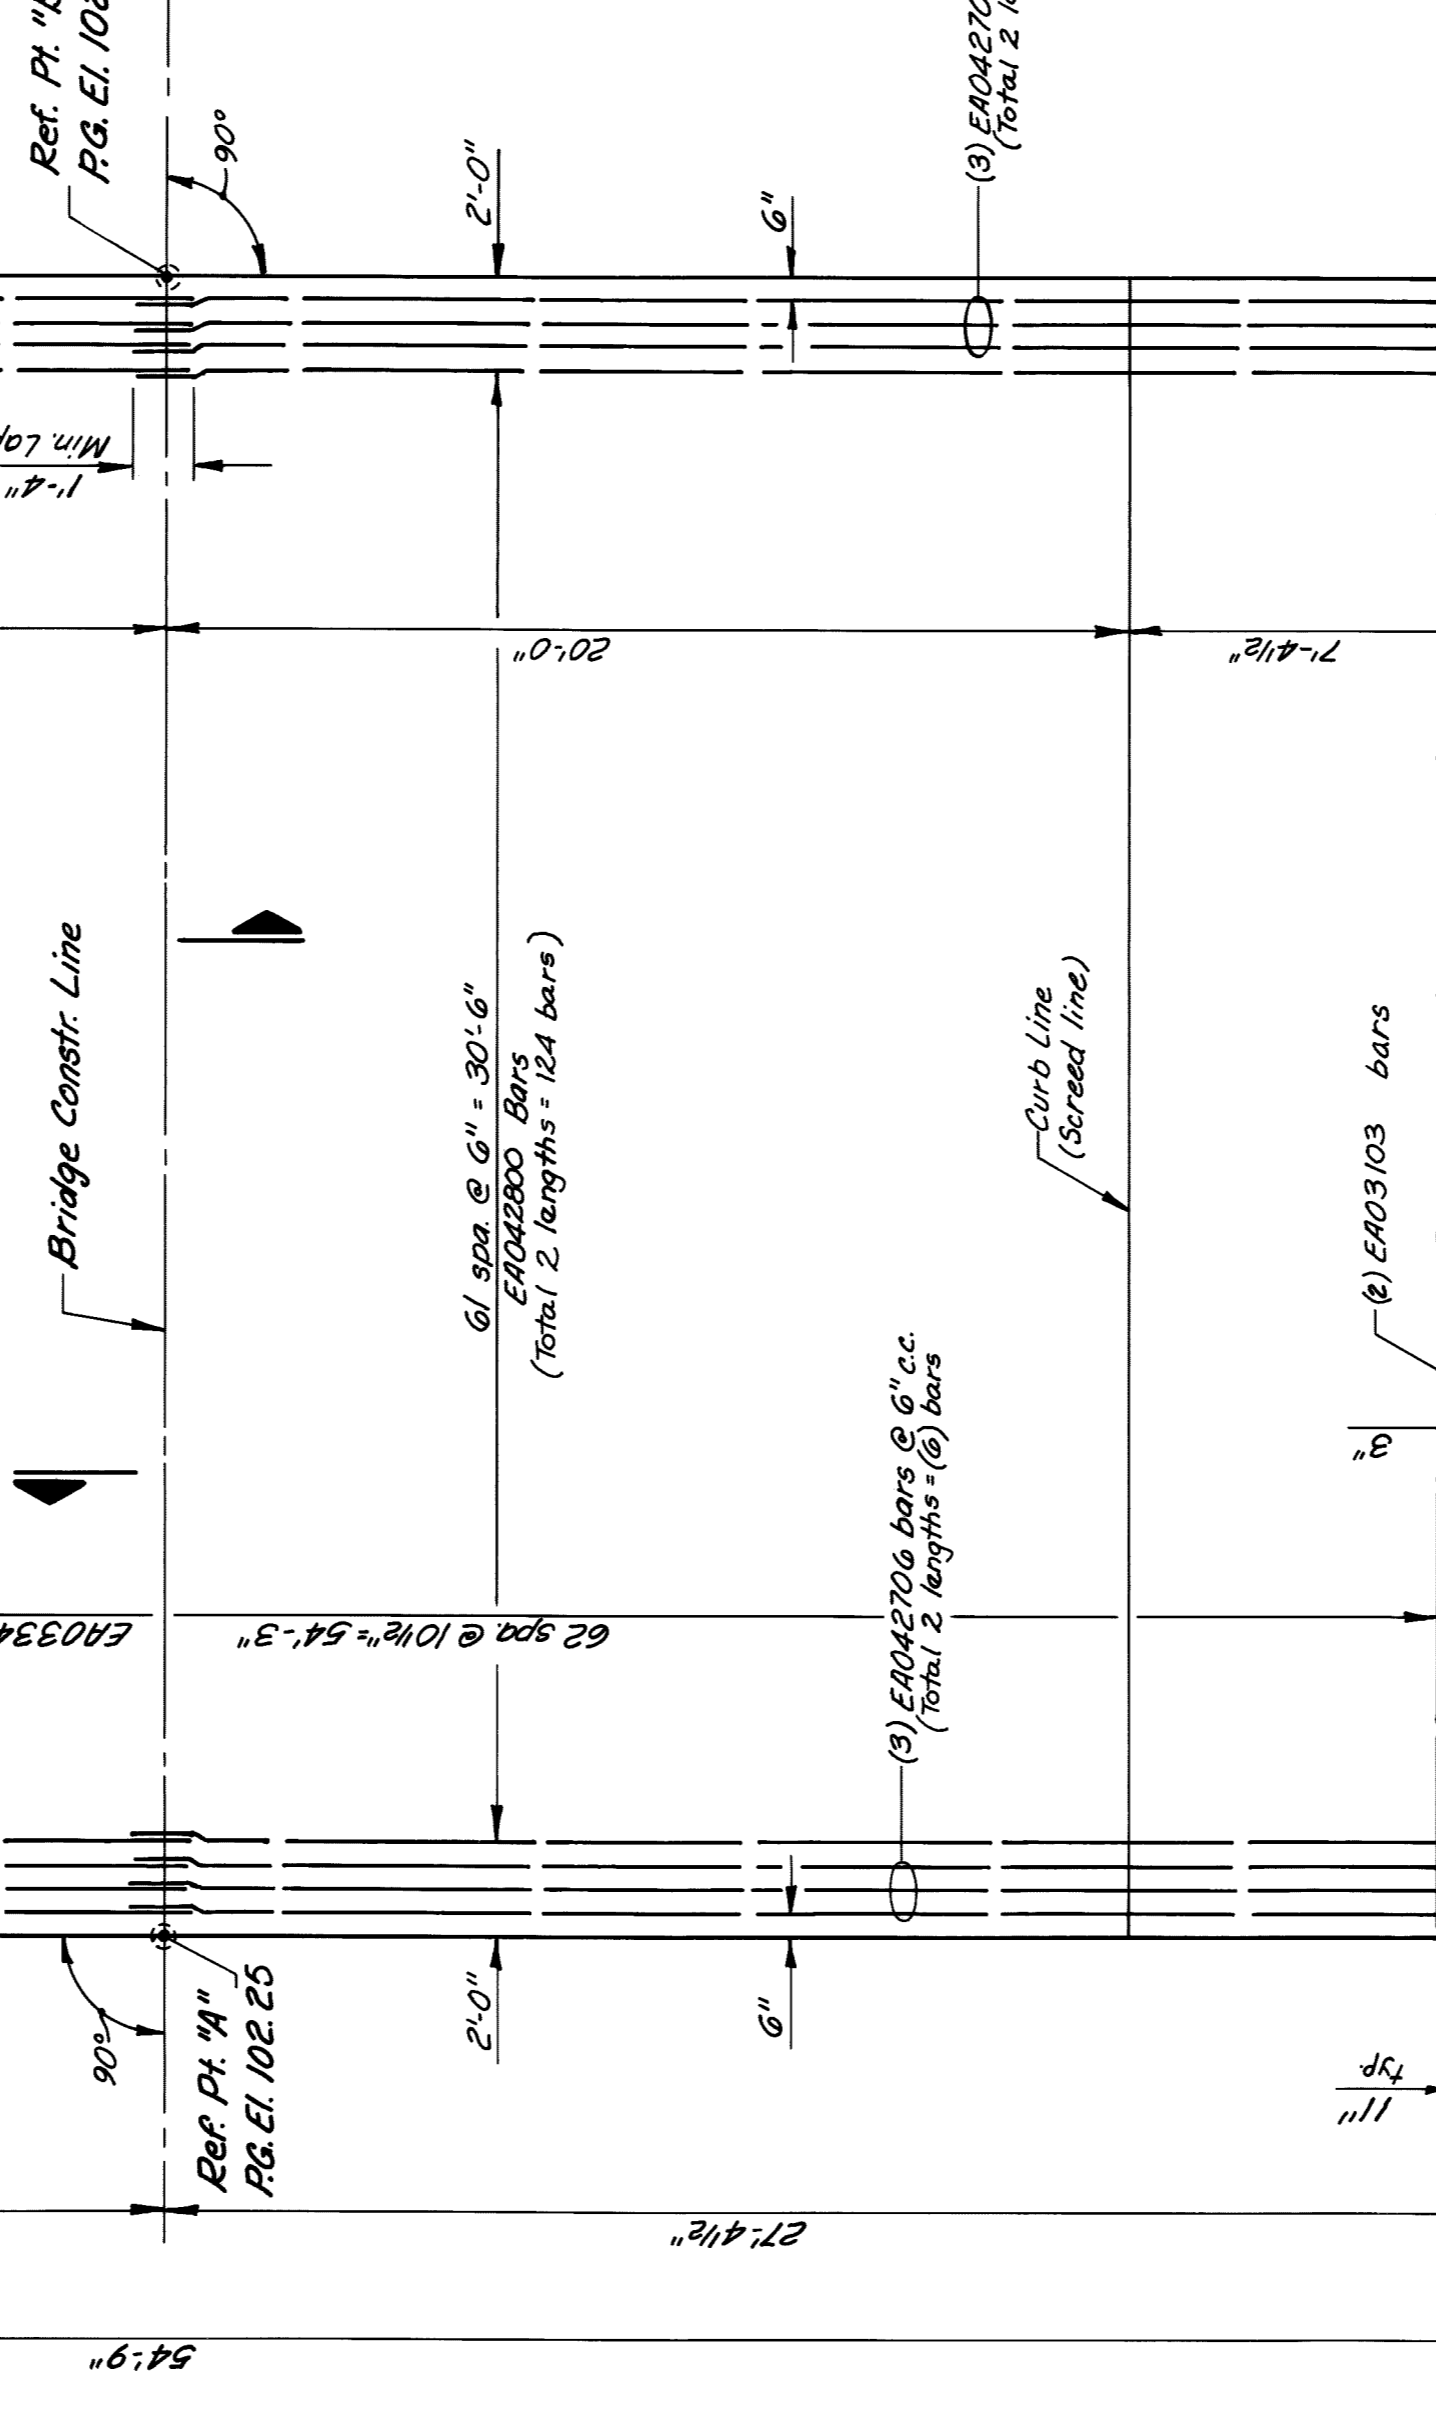 Ref. Pt. "B
P.G. El. 102
90°
2'-0"
6"
(3) EA04270
(Total 2 le
Min. Lap
1'-4"
20'-0"
7'-4½"
Bridge Constr. Line
61 spa. @ 6" = 30'-6"
EA042800 Bars
(Total 2 lengths = 124 bars)
Curb Line
(Screed line)
(2) EA03103 bars
3"
(3) EA042706 bars @ 6" c.c.
(Total 2 lengths = (6) bars
EA0334
62 spa. @ 10½" = 54'-3"
90°
Ref. Pt. "A"
P.G. El. 102.25
2'-0"
6"
11"
typ.
27'-4½"
54'-9"